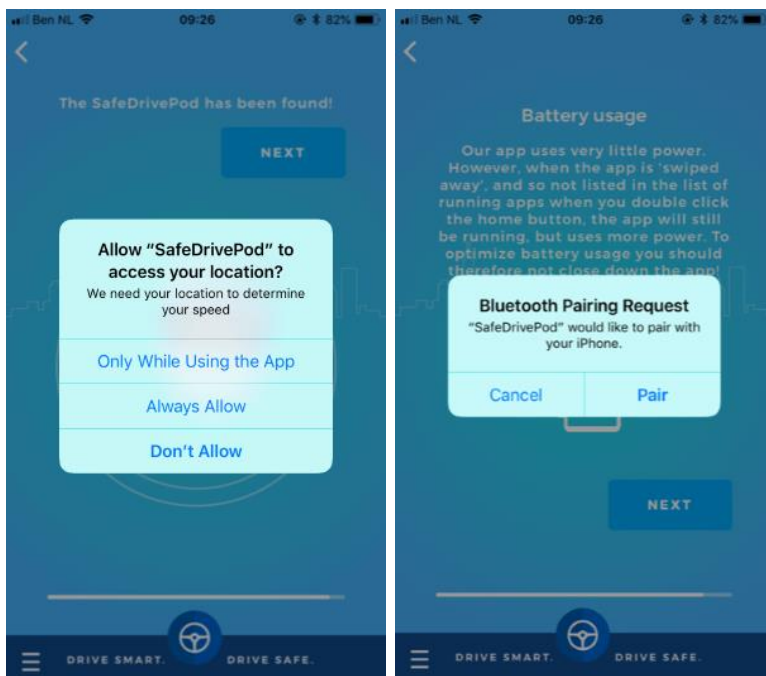 Ben NL 09:26 82%
The SafeDrivePod has been found!
NEXT
Allow “SafeDrivePod” to
access your location?
We need your location to determine
your speed
Only While Using the App
Always Allow
Don’t Allow
DRIVE SMART. DRIVE SAFE.
Ben NL 09:26 82%
Battery usage
Our app uses very little power.
However, when the app is ‘swiped
away’, and so not listed in the list of
running apps when you double click
the home button, the app will still
be running, but uses more power. To
optimize battery usage you should
therefore not close down the app!
Bluetooth Pairing Request
“SafeDrivePod” would like to pair with
your iPhone.
Cancel Pair
NEXT
DRIVE SMART. DRIVE SAFE.